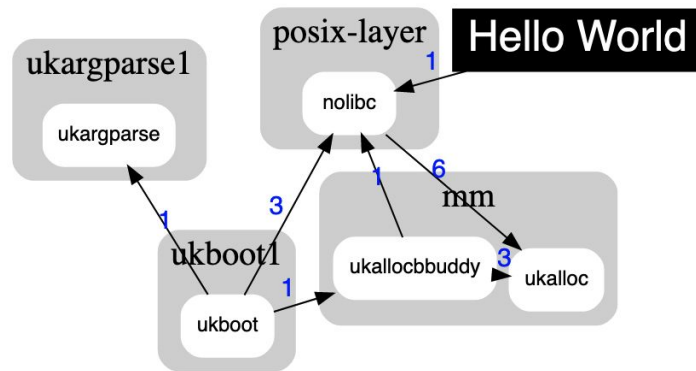 posix-layer
Hello World
ukargparse1
1
nolibc
ukargparse
1
6
3
1
mm
1
ukboot1
ukallocbbuddy
3
ukalloc
1
ukboot